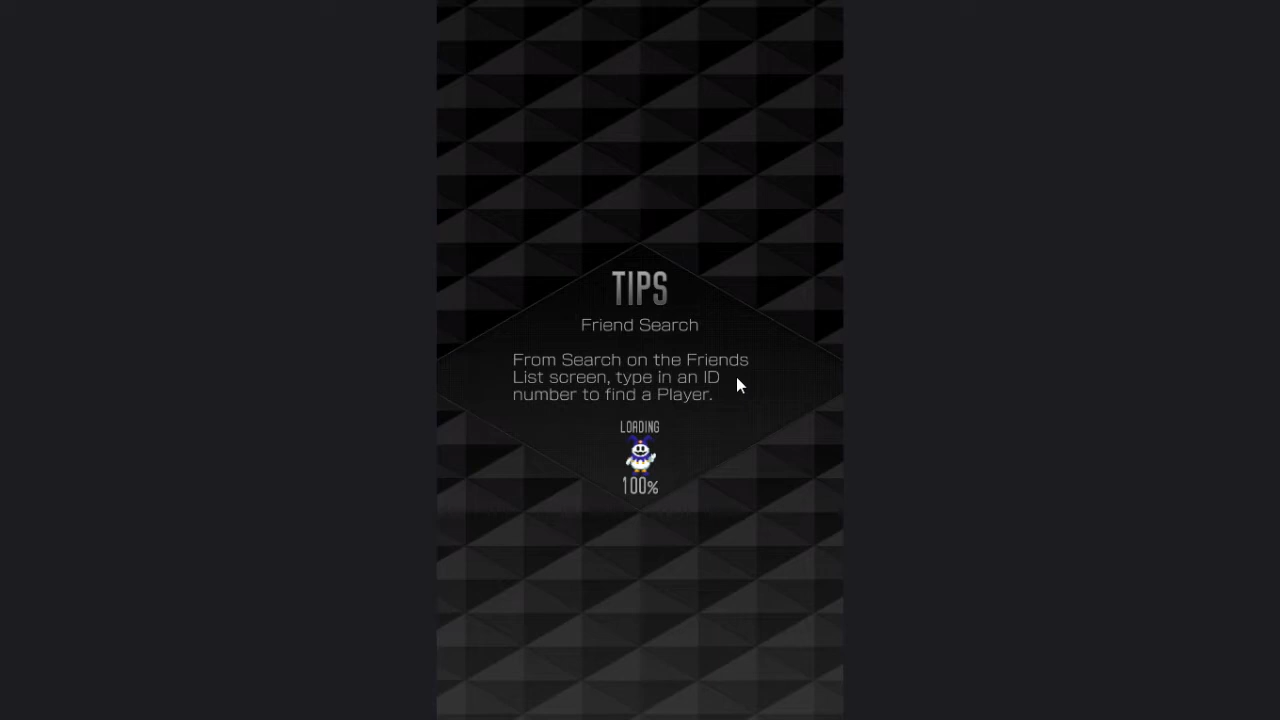 TIPS
Friend Search
From Search on the Friends
List screen, type in an ID
number to find a Player.
LOADING
100%